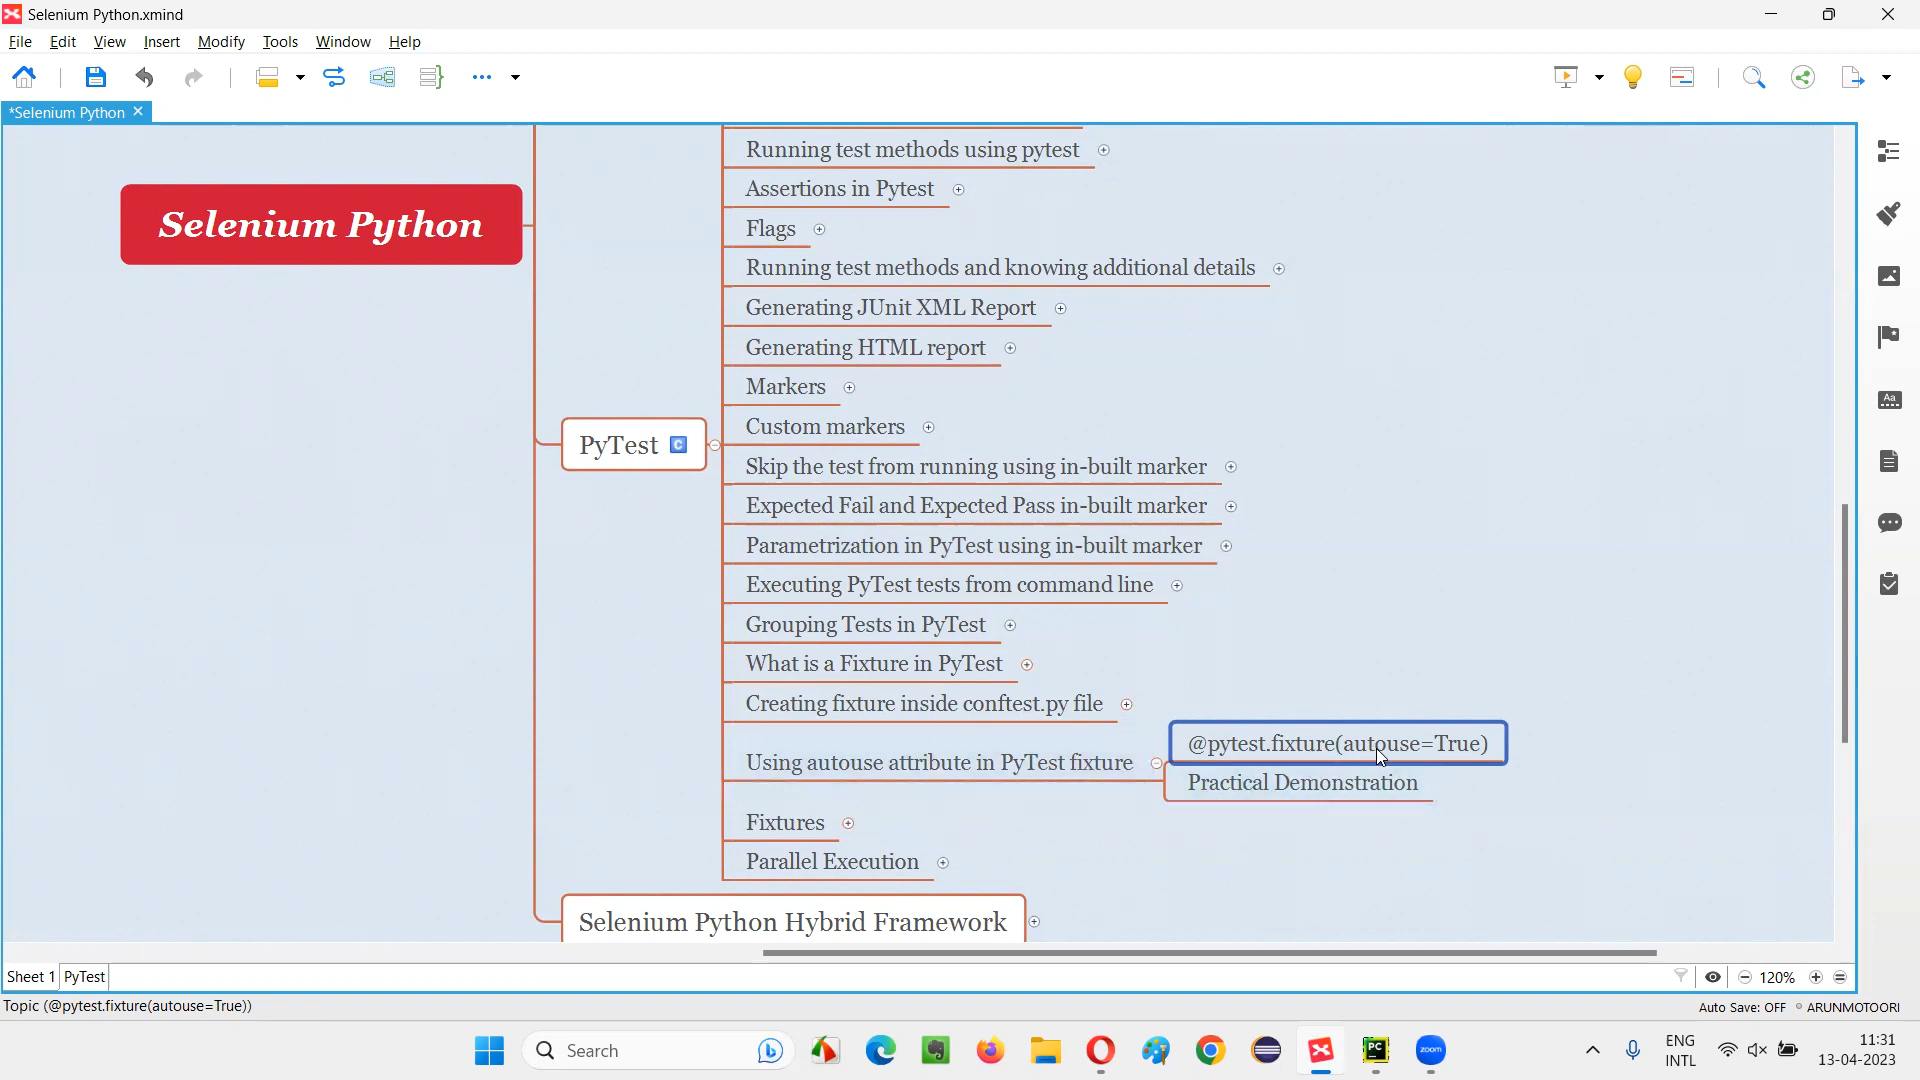 Selenium Python.xmind
File Edit View Insert Modify Tools Window Help
*Selenium Python
Selenium Python
Running test methods using pytest
Assertions in Pytest
Flags
Running test methods and knowing additional details
Generating JUnit XML Report
Generating HTML report
Markers
Custom markers
PyTest C
Skip the test from running using in-built marker
Expected Fail and Expected Pass in-built marker
Parametrization in PyTest using in-built marker
Executing PyTest tests from command line
Grouping Tests in PyTest
What is a Fixture in PyTest
Creating fixture inside conftest.py file
@pytest.fixture(autouse=True)
Using autouse attribute in PyTest fixture
Practical Demonstration
Fixtures
Parallel Execution
Selenium Python Hybrid Framework
Sheet 1 PyTest 120%
Topic (@pytest.fixture(autouse=True)) Auto Save: OFF ARUNMOTOORI
Search
PC
zoom
ENG
INTL
11:31
13-04-2023
Aa